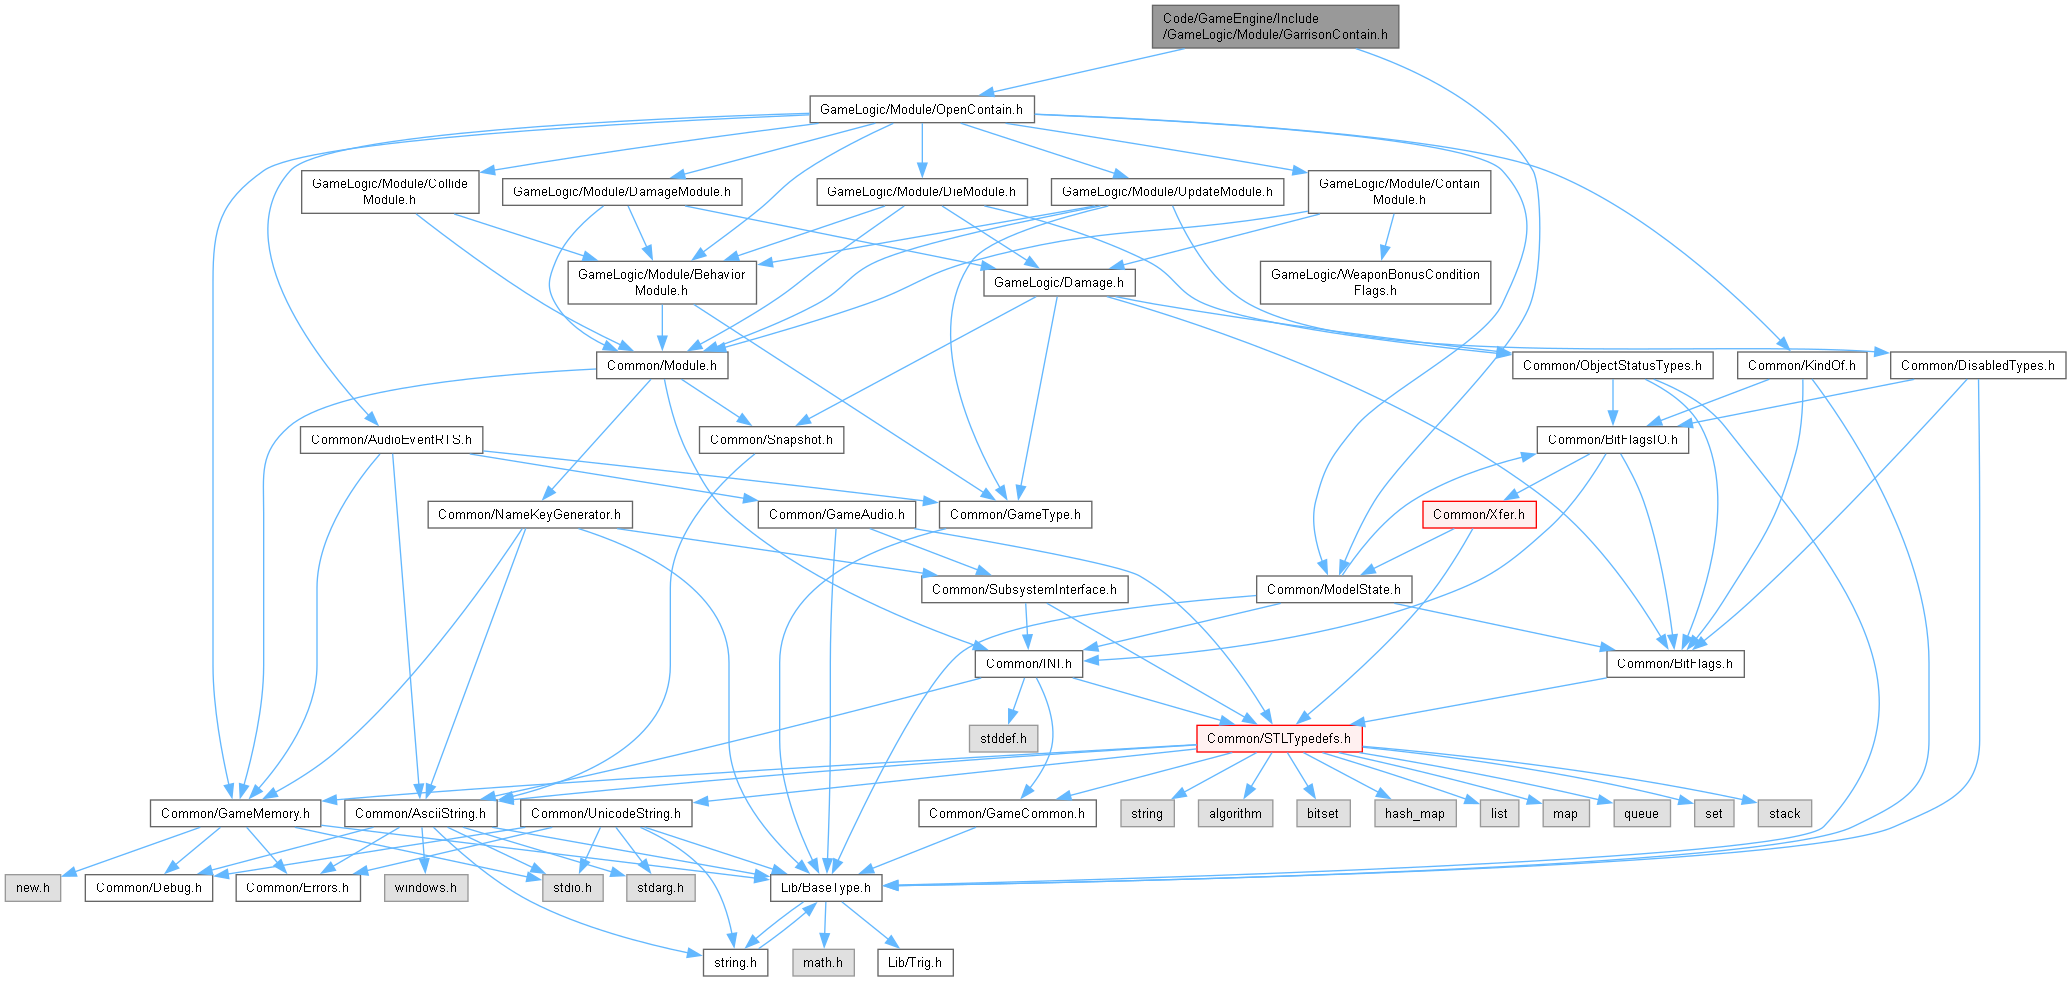 Code/GameEngine/Include
/GameLogic/Module/GarrisonContain.h
GameLogic/Module/OpenContain.h
GameLogic/Module/Collide
Module.h
GameLogic/Module/DamageModule.h
GameLogic/Module/DieModule.h
GameLogic/Module/UpdateModule.h
GameLogic/Module/Contain
Module.h
GameLogic/Module/Behavior
Module.h
GameLogic/Damage.h
GameLogic/WeaponBonusCondition
Flags.h
Common/Module.h
Common/ObjectStatusTypes.h
Common/KindOf.h
Common/DisabledTypes.h
Common/AudioEventRTS.h
Common/Snapshot.h
Common/BitFlagsIO.h
Common/NameKeyGenerator.h
Common/GameAudio.h
Common/GameType.h
Common/Xfer.h
Common/SubsystemInterface.h
Common/ModelState.h
Common/INI.h
Common/BitFlags.h
stddef.h
Common/STLTypedefs.h
Common/GameMemory.h
Common/AsciiString.h
Common/UnicodeString.h
Common/GameCommon.h
string
algorithm
bitset
hash_map
list
map
queue
set
stack
new.h
Common/Debug.h
Common/Errors.h
windows.h
stdio.h
stdarg.h
Lib/BaseType.h
string.h
math.h
Lib/Trig.h